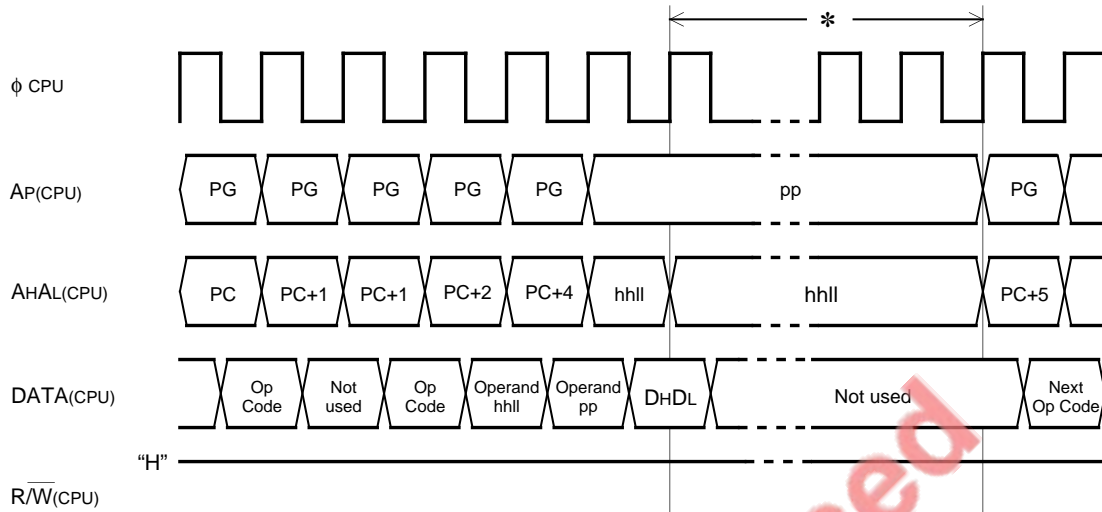 *
ϕ CPU
AP(CPU)
PG PG PG PG PG pp PG
AHAL(CPU)
PC PC+1 PC+1 PC+2 PC+4 hhll hhll PC+5
DATA(CPU)
Op Code
Not used
Op Code
Operand hhll
Operand pp
DHDL
Not used
Next Op Code
“H”
R/W̅(CPU)